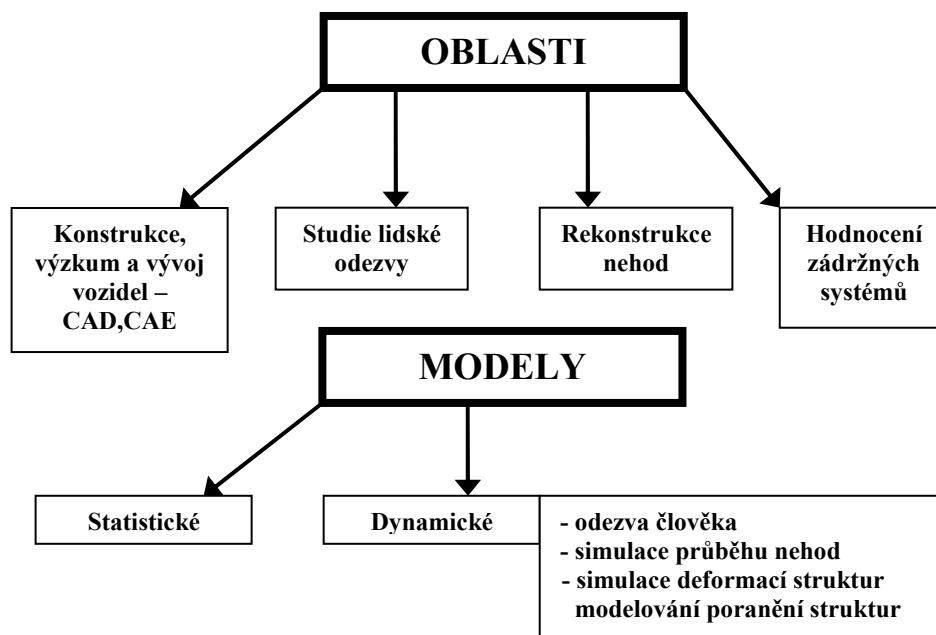 OBLASTI
Konstrukce,
výzkum a vývoj
vozidel –
CAD,CAE
Studie lidské
odezvy
Rekonstrukce
nehod
Hodnocení
zádržných
systémů
MODELY
Statistické
Dynamické
- odezva člověka
- simulace průběhu nehod
- simulace deformací struktur
modelování poranění struktur